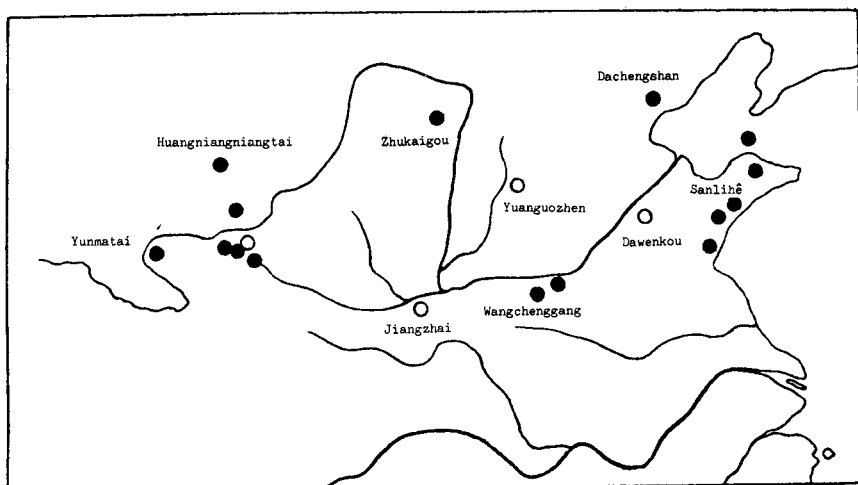 Dachengshan
Huangniangniangtai
Zhukaigou
Sanlihê
Yuanguozhen
Yunmatai
Dawenkou
Wangchenggang
Jiangzhai